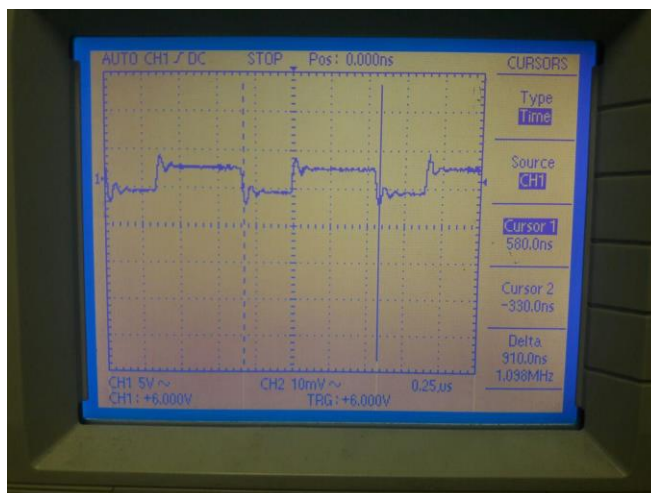 AUTO CH1 ⨍ DC STOP Pos: 0.000ns CURSORS
Type
Time
Source
CH1
Cursor 1
580.0ns
Cursor 2
-330.0ns
Delta
910.0ns
1.098MHz
1
CH1 5V ~ CH2 10mV ~ 0.25us
CH1: +6.000V TRG: +6.000V